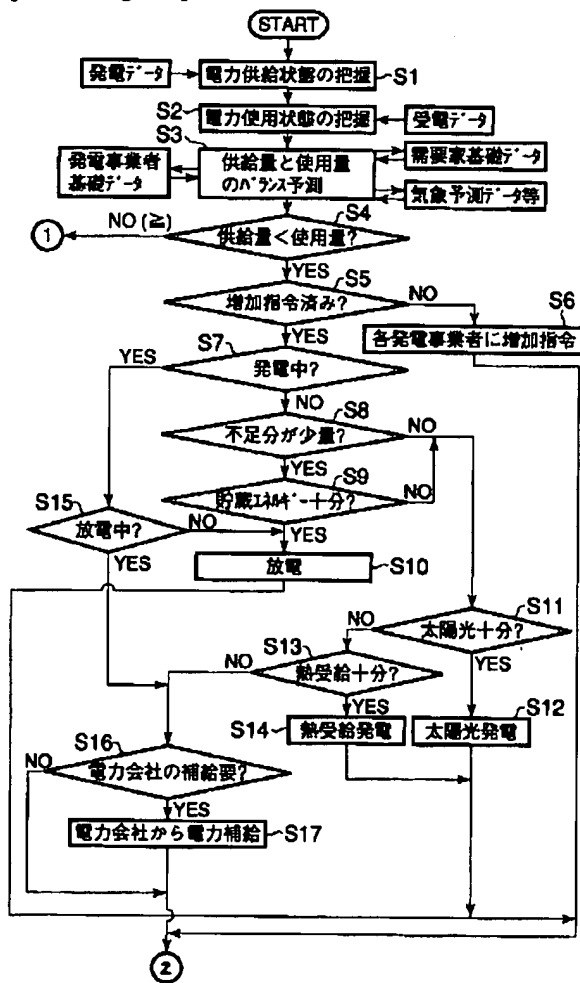 START
発電データ
電力供給状態の把握
S1
S2
電力使用状態の把握
受電データ
S3
発電事業者
基礎データ
供給量と使用量
のバランス予測
需要家基礎データ
気象予測データ等
S4
NO (≧)
1
供給量<使用量?
YES
S5
増加指令済み?
NO
S6
各発電事業者に増加指令
YES
S7
YES
発電中?
NO
S8
不足分が少量?
YES
S9
貯蔵エネルギー十分?
NO
NO
S15
放電中?
NO
YES
YES
放電
S10
S11
太陽光十分?
NO
YES
S13
熱受給十分?
NO
YES
S14
熱受給発電
S12
太陽光発電
S16
電力会社の補給要?
NO
YES
電力会社から電力補給
S17
2